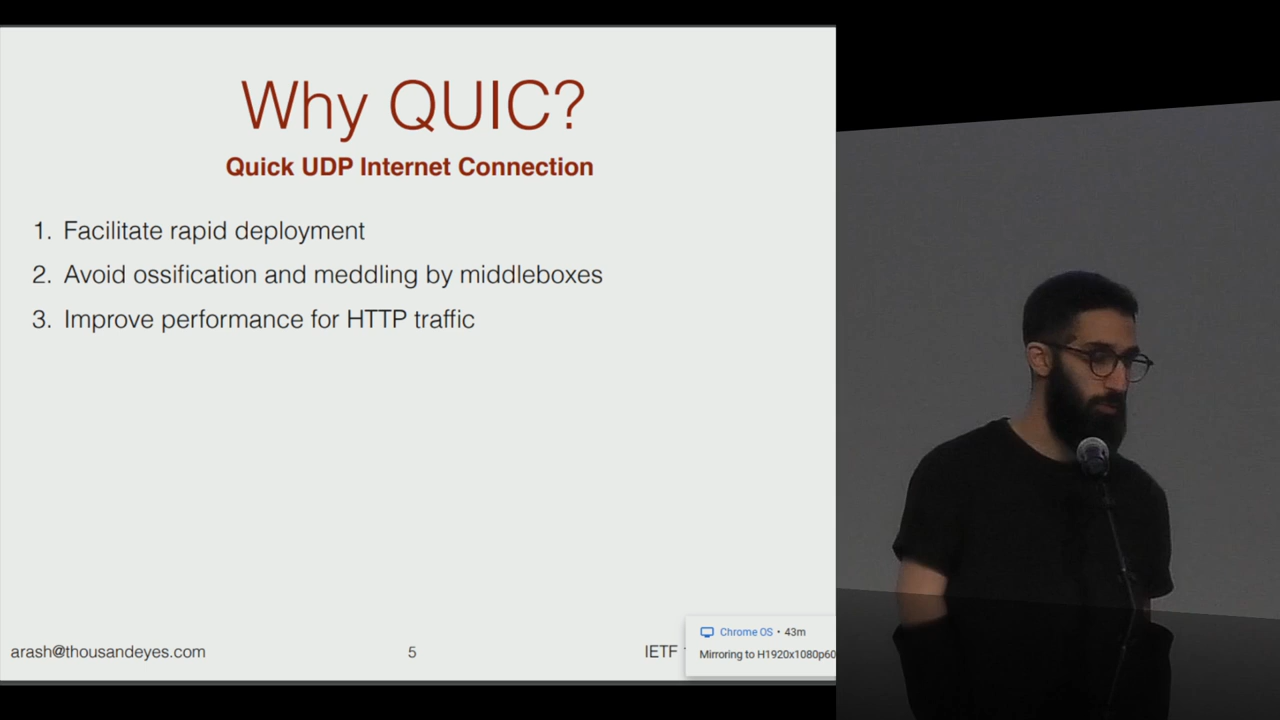 Why QUIC?
Quick UDP Internet Connection
1. Facilitate rapid deployment
2. Avoid ossification and meddling by middleboxes
3. Improve performance for HTTP traffic
arash@thousandeyes.com
5
IETF
Chrome OS • 43m
Mirroring to H1920x1080p60